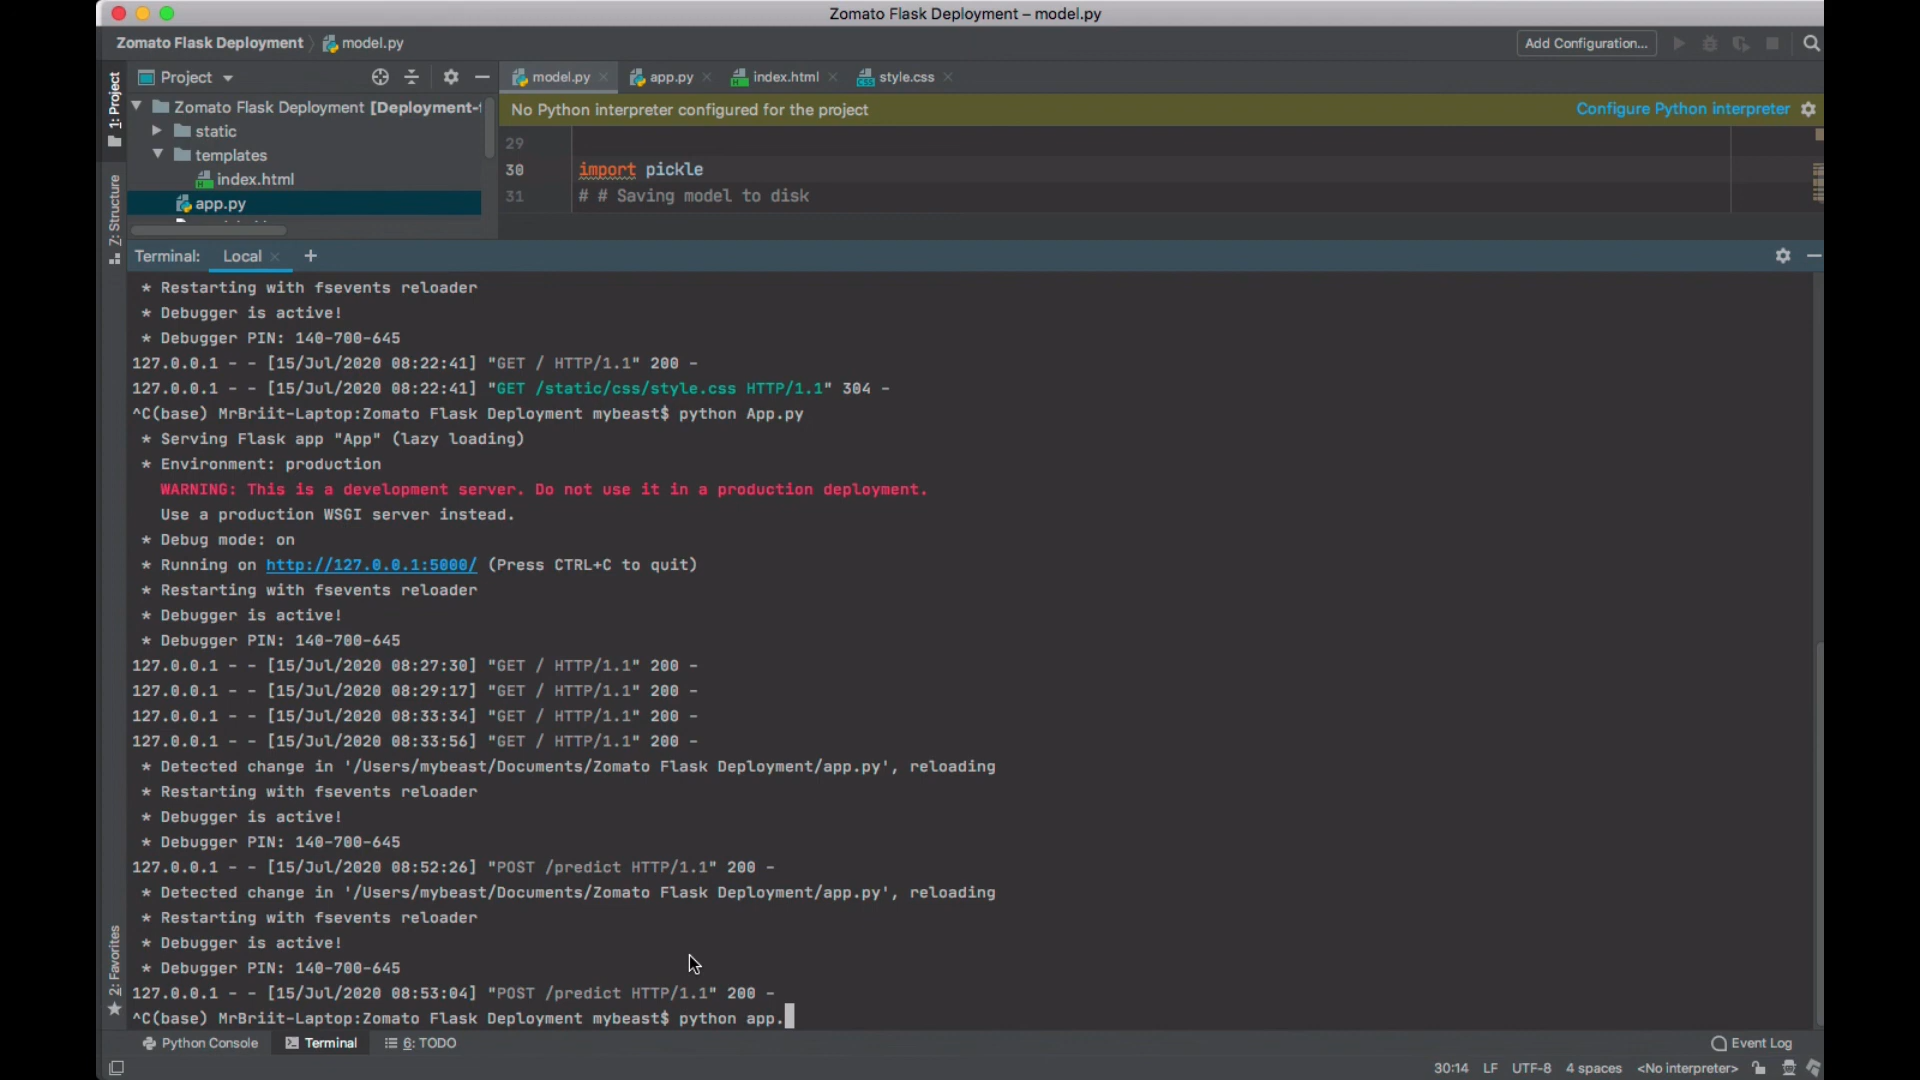 Zomato Flask Deployment – model.py
Zomato Flask Deployment
model.py
Add Configuration...
1: Project
Project
model.py
app.py
index.html
style.css
Zomato Flask Deployment [Deployment-
static
templates
index.html
app.py
No Python interpreter configured for the project
Configure Python interpreter
29
30 import pickle
31 # # Saving model to disk
Z: Structure
Terminal: Local +
* Restarting with fsevents reloader
* Debugger is active!
* Debugger PIN: 140-700-645
127.0.0.1 - - [15/Jul/2020 08:22:41] "GET / HTTP/1.1" 200 -
127.0.0.1 - - [15/Jul/2020 08:22:41] "GET /static/css/style.css HTTP/1.1" 304 -
^C(base) MrBriit-Laptop:Zomato Flask Deployment mybeast$ python App.py
* Serving Flask app "App" (lazy loading)
* Environment: production
WARNING: This is a development server. Do not use it in a production deployment.
Use a production WSGI server instead.
* Debug mode: on
* Running on http://127.0.0.1:5000/ (Press CTRL+C to quit)
* Restarting with fsevents reloader
* Debugger is active!
* Debugger PIN: 140-700-645
127.0.0.1 - - [15/Jul/2020 08:27:30] "GET / HTTP/1.1" 200 -
127.0.0.1 - - [15/Jul/2020 08:29:17] "GET / HTTP/1.1" 200 -
127.0.0.1 - - [15/Jul/2020 08:33:34] "GET / HTTP/1.1" 200 -
127.0.0.1 - - [15/Jul/2020 08:33:56] "GET / HTTP/1.1" 200 -
* Detected change in '/Users/mybeast/Documents/Zomato Flask Deployment/app.py', reloading
* Restarting with fsevents reloader
* Debugger is active!
* Debugger PIN: 140-700-645
127.0.0.1 - - [15/Jul/2020 08:52:26] "POST /predict HTTP/1.1" 200 -
* Detected change in '/Users/mybeast/Documents/Zomato Flask Deployment/app.py', reloading
* Restarting with fsevents reloader
* Debugger is active!
* Debugger PIN: 140-700-645
127.0.0.1 - - [15/Jul/2020 08:53:04] "POST /predict HTTP/1.1" 200 -
^C(base) MrBriit-Laptop:Zomato Flask Deployment mybeast$ python app.
2: Favorites
Python Console
Terminal
6: TODO
Event Log
30:14 LF UTF-8 4 spaces <No interpreter>